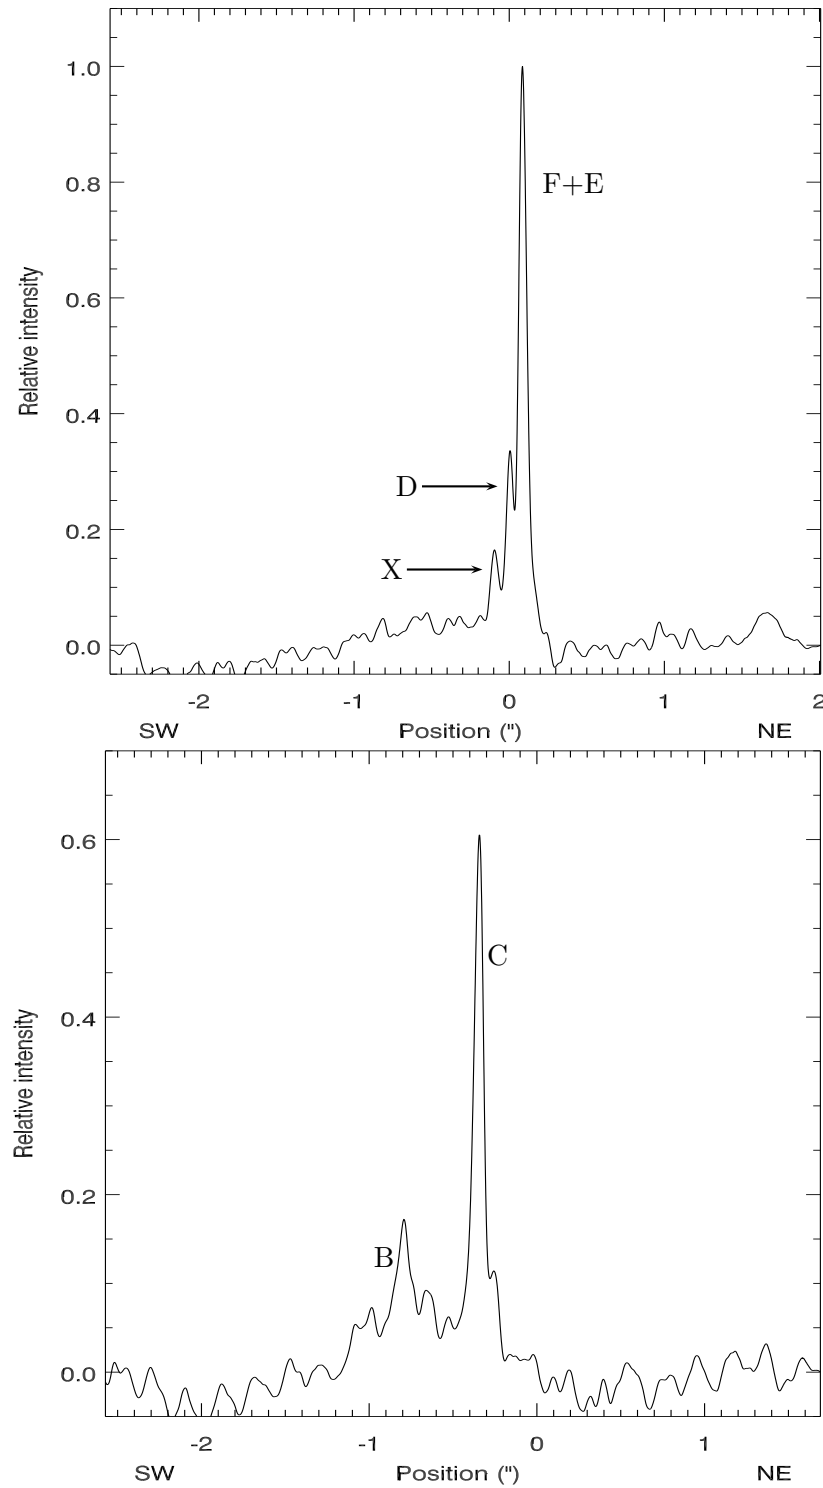 1.0
0.8
F+E
0.6
Relative intensity
0.4
D
0.2
X
0.0
-2 -1 0 1 2
SW Position (") NE
0.6
C
0.4
Relative intensity
0.2
B
0.0
-2 -1 0 1
SW Position (") NE